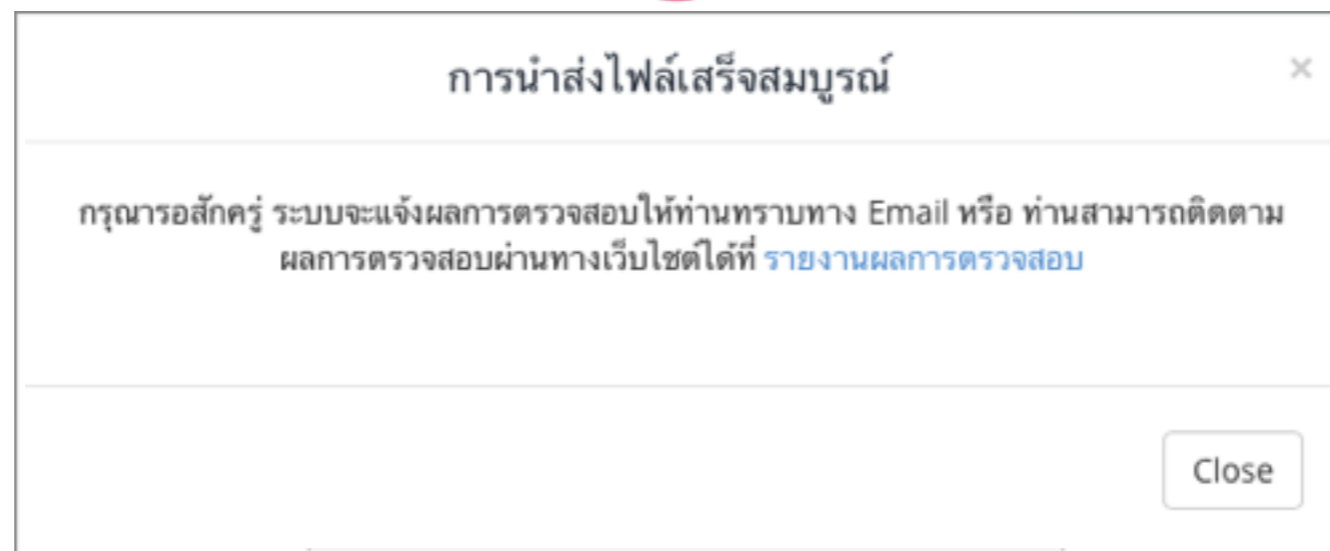 การนำส่งไฟล์เสร็จสมบูรณ์
×
กรุณารอสักครู่ ระบบจะแจ้งผลการตรวจสอบให้ท่านทราบทาง Email หรือ ท่านสามารถติดตาม
ผลการตรวจสอบผ่านทางเว็บไซต์ได้ที่ รายงานผลการตรวจสอบ
Close